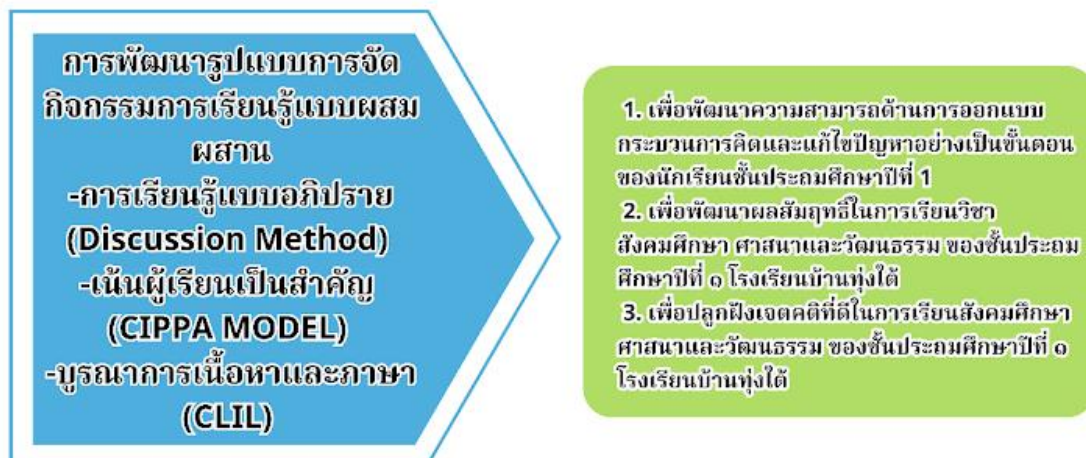 การพัฒนารูปแบบการจัด
กิจกรรมการเรียนรู้แบบผสม
ผสาน
-การเรียนรู้แบบอภิปราย
(Discussion Method)
-เน้นผู้เรียนเป็นสำคัญ
(CIPPA MODEL)
-บูรณาการเนื้อหาและภาษา
(CLIL)
1. เพื่อพัฒนาความสามารถด้านการออกแบบ
กระบวนการคิดและแก้ไขปัญหาอย่างเป็นขั้นตอน
ของนักเรียนชั้นประถมศึกษาปีที่ 1
2. เพื่อพัฒนาผลสัมฤทธิ์ในการเรียนวิชา
สังคมศึกษา ศาสนาและวัฒนธรรม ของชั้นประถม
ศึกษาปีที่ ๑ โรงเรียนบ้านทุ่งใต้
3. เพื่อปลูกฝังเจตคติที่ดีในการเรียนสังคมศึกษา
ศาสนาและวัฒนธรรม ของชั้นประถมศึกษาปีที่ ๑
โรงเรียนบ้านทุ่งใต้